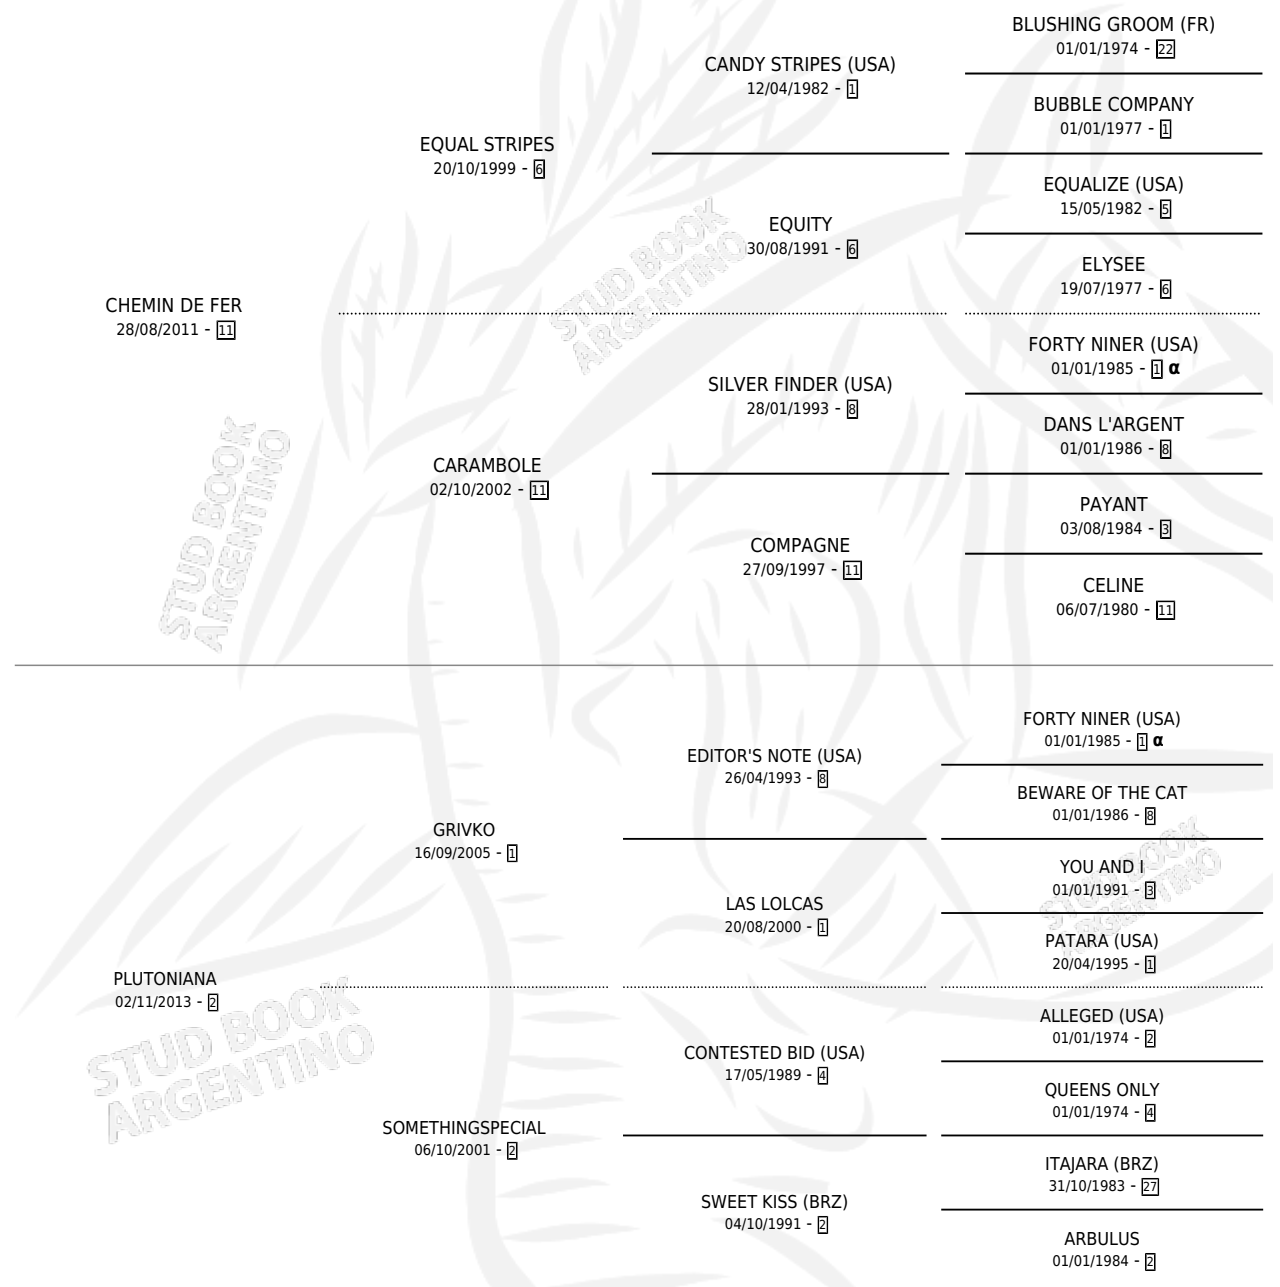 BLUSHING GROOM (FR)
01/01/1974 - 22
CANDY STRIPES (USA)
12/04/1982 - 1
BUBBLE COMPANY
01/01/1977 - 1
EQUAL STRIPES
20/10/1999 - 6
EQUALIZE (USA)
15/05/1982 - 5
EQUITY
30/08/1991 - 6
ELYSEE
19/07/1977 - 6
CHEMIN DE FER
28/08/2011 - 11
FORTY NINER (USA)
01/01/1985 - 1 α
SILVER FINDER (USA)
28/01/1993 - 8
DANS L'ARGENT
01/01/1986 - 8
CARAMBOLE
02/10/2002 - 11
PAYANT
03/08/1984 - 3
COMPAGNE
27/09/1997 - 11
CELINE
06/07/1980 - 11
FORTY NINER (USA)
01/01/1985 - 1 α
EDITOR'S NOTE (USA)
26/04/1993 - 8
BEWARE OF THE CAT
01/01/1986 - 8
GRIVKO
16/09/2005 - 1
YOU AND I
01/01/1991 - 3
LAS LOLCAS
20/08/2000 - 1
PATARA (USA)
20/04/1995 - 1
PLUTONIANA
02/11/2013 - 2
ALLEGED (USA)
01/01/1974 - 2
CONTESTED BID (USA)
17/05/1989 - 4
QUEENS ONLY
01/01/1974 - 4
SOMETHINGSPECIAL
06/10/2001 - 2
ITAJARA (BRZ)
31/10/1983 - 27
SWEET KISS (BRZ)
04/10/1991 - 2
ARBULUS
01/01/1984 - 2
STUD BOOK
ARGENTINO
STUD BOOK
ARGENTINO
STUD BOOK
ARGENTINO
STUD BOOK
ARGENTINO